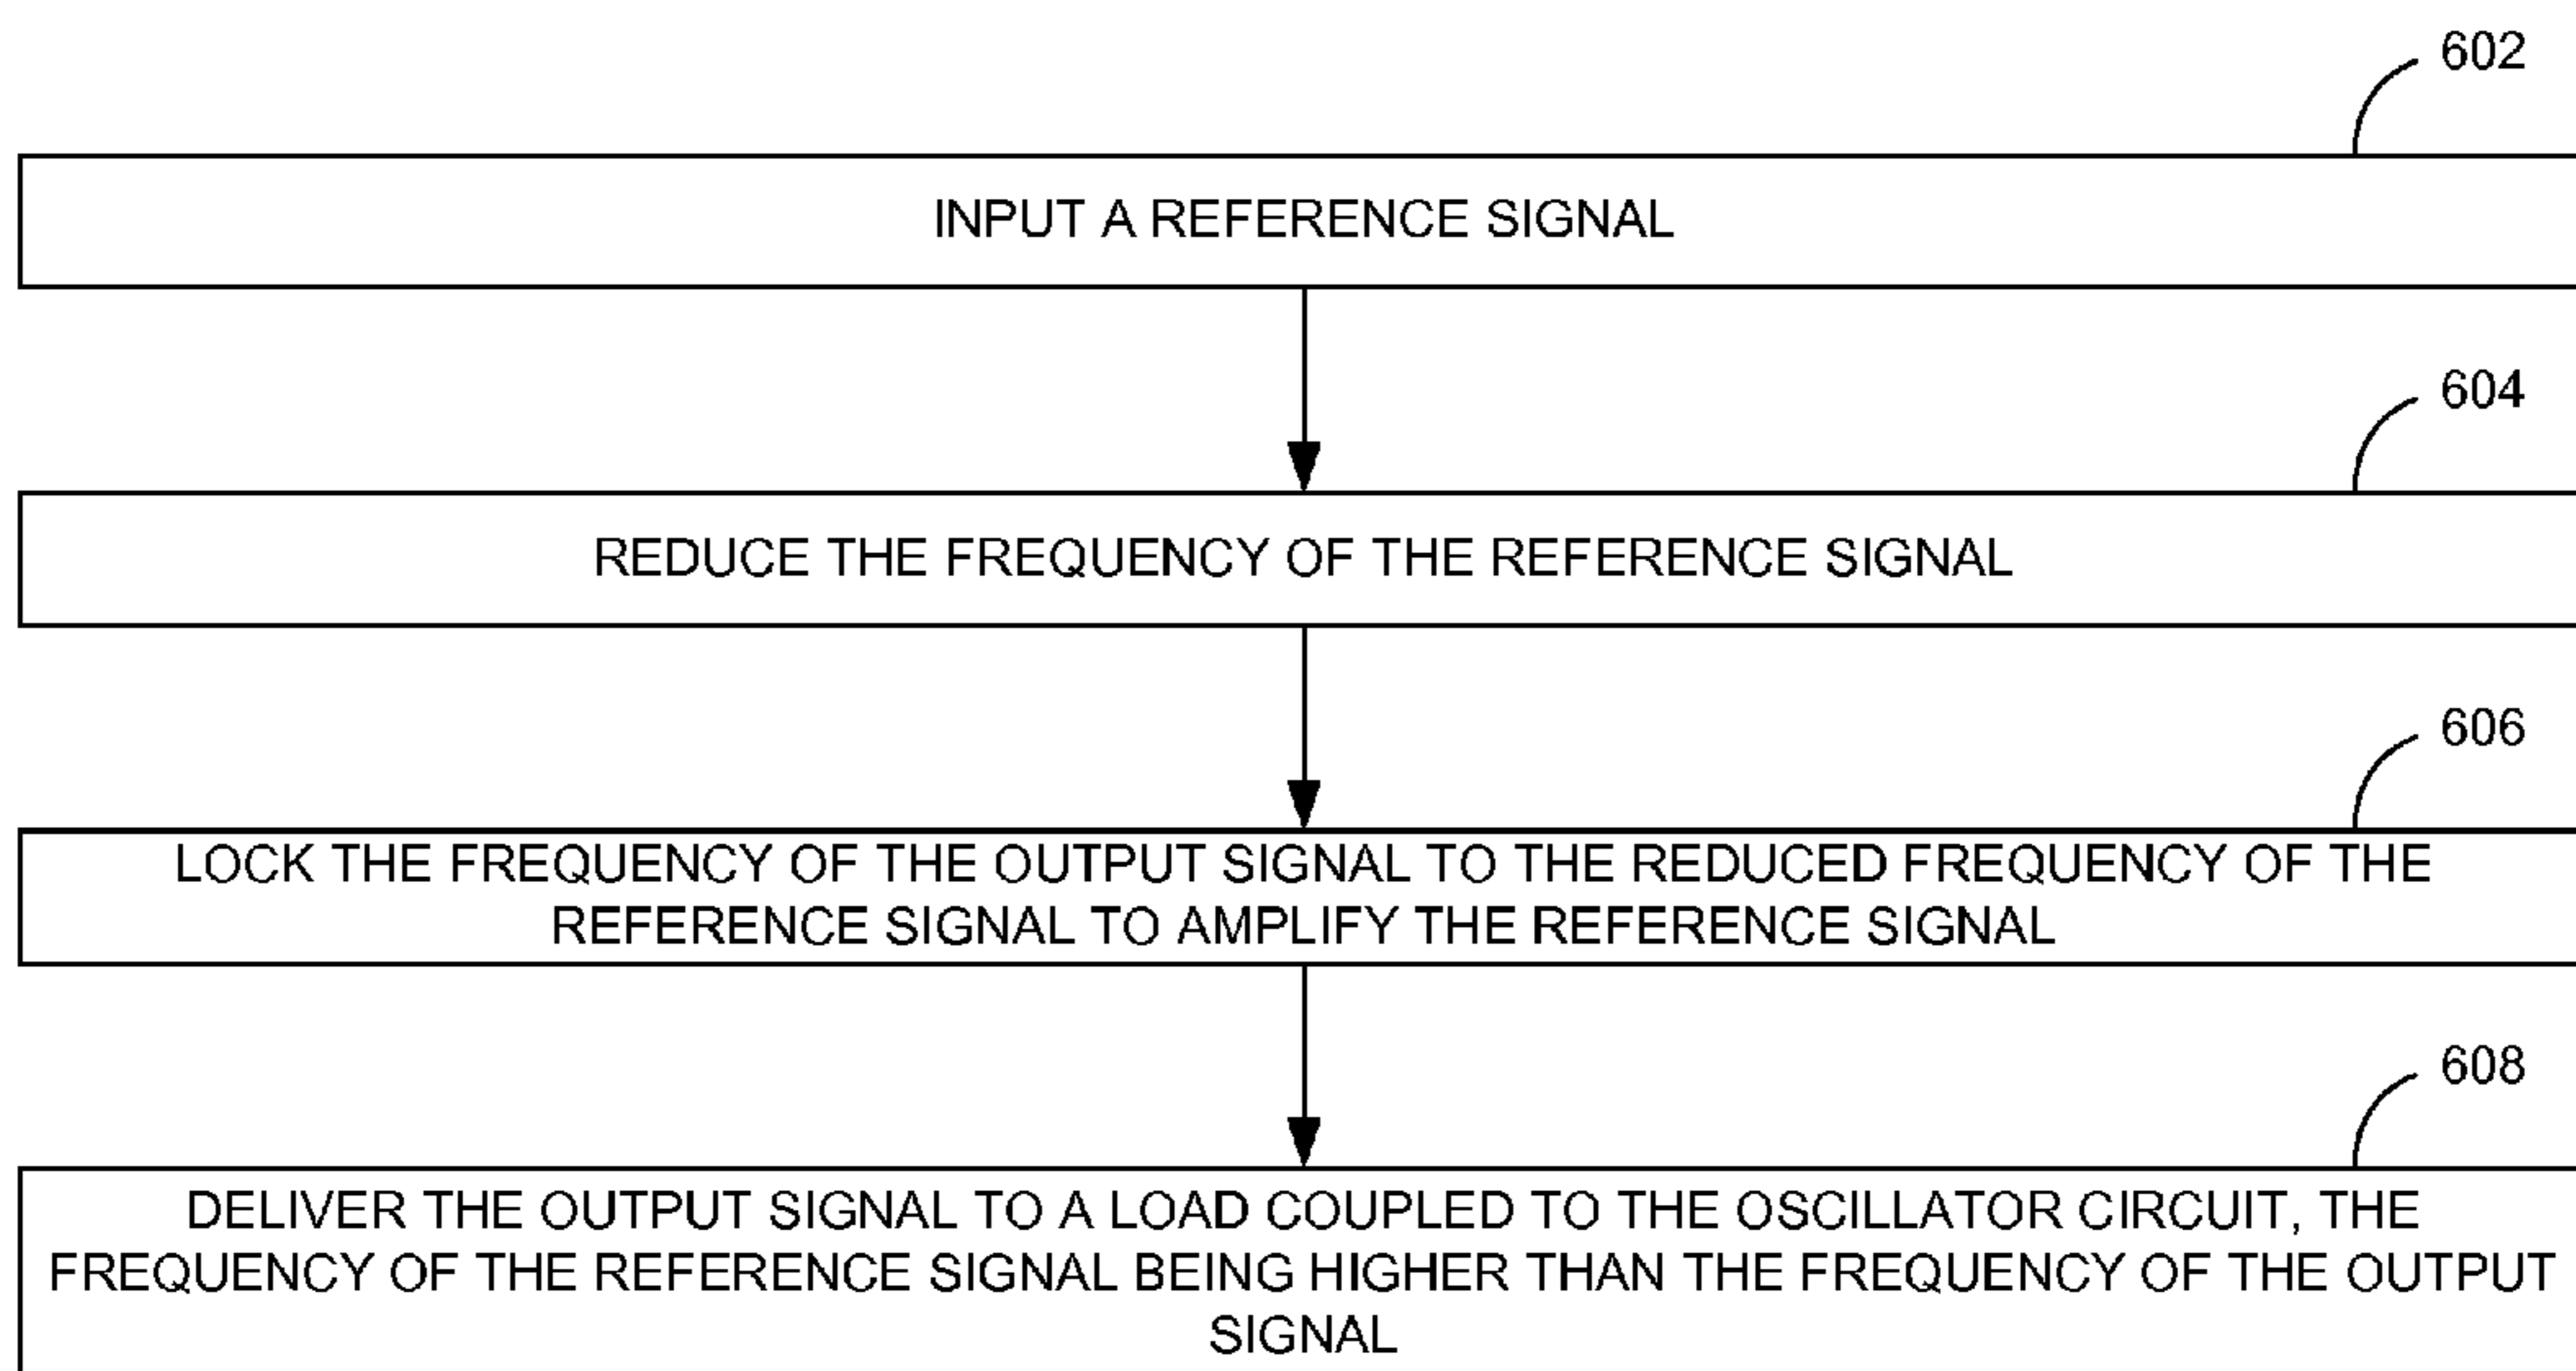 602
INPUT A REFERENCE SIGNAL
604
REDUCE THE FREQUENCY OF THE REFERENCE SIGNAL
606
LOCK THE FREQUENCY OF THE OUTPUT SIGNAL TO THE REDUCED FREQUENCY OF THE
REFERENCE SIGNAL TO AMPLIFY THE REFERENCE SIGNAL
608
DELIVER THE OUTPUT SIGNAL TO A LOAD COUPLED TO THE OSCILLATOR CIRCUIT, THE
FREQUENCY OF THE REFERENCE SIGNAL BEING HIGHER THAN THE FREQUENCY OF THE OUTPUT
SIGNAL